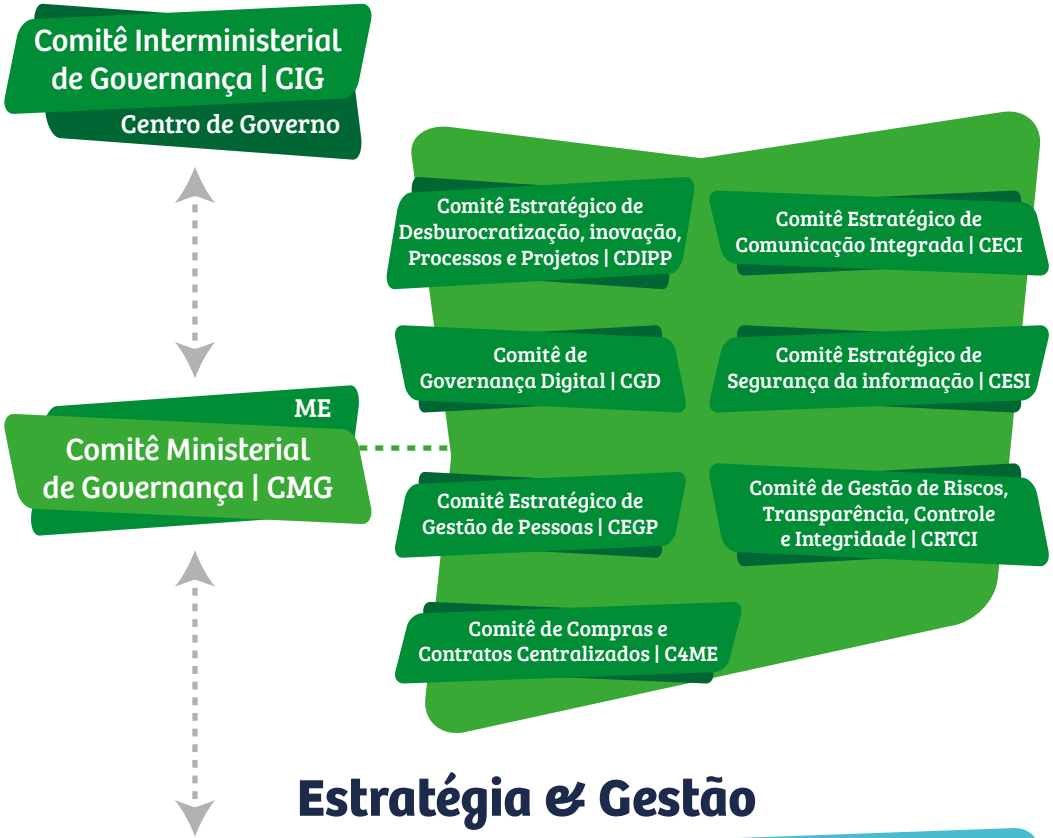 Comitê Interministerial
de Governança | CIG
Centro de Governo
Comitê Estratégico de
Desburocratização, inovação,
Processos e Projetos | CDIPP
Comitê Estratégico de
Comunicação Integrada | CECI
Comitê de
Governança Digital | CGD
Comitê Estratégico de
Segurança da informação | CESI
ME
Comitê Ministerial
de Governança | CMG
Comitê Estratégico de
Gestão de Pessoas | CEGP
Comitê de Gestão de Riscos,
Transparência, Controle
e Integridade | CRTCI
Comitê de Compras e
Contratos Centralizados | C4ME
Estratégia & Gestão